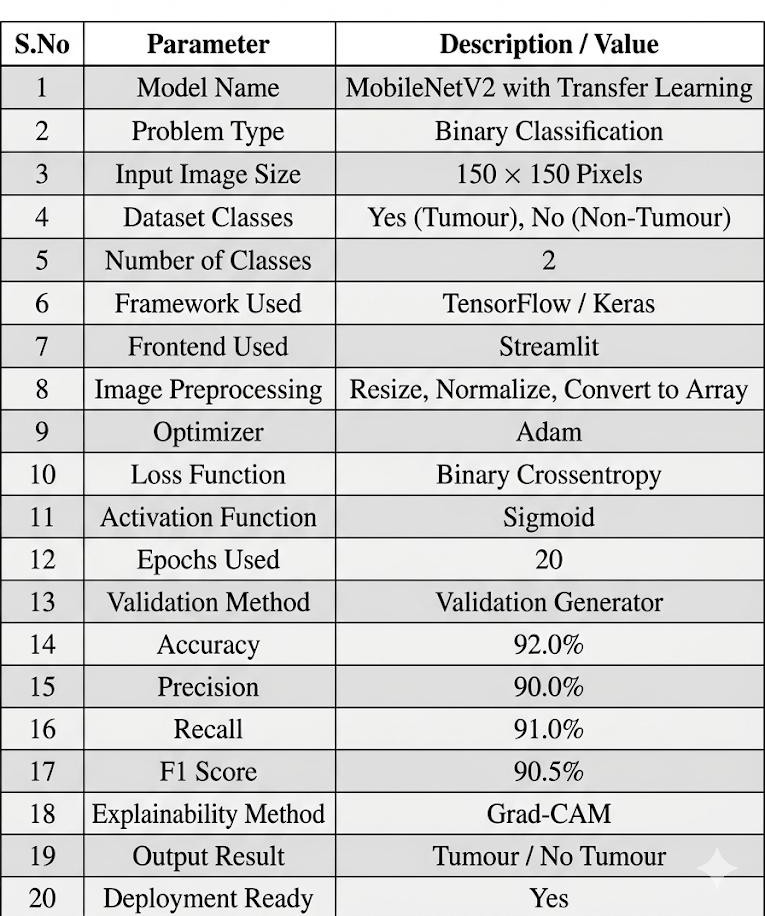 S.No Parameter Description / Value
1 Model Name MobileNetV2 with Transfer Learning
2 Problem Type Binary Classification
3 Input Image Size 150 × 150 Pixels
4 Dataset Classes Yes (Tumour), No (Non-Tumour)
5 Number of Classes 2
6 Framework Used TensorFlow / Keras
7 Frontend Used Streamlit
8 Image Preprocessing Resize, Normalize, Convert to Array
9 Optimizer Adam
10 Loss Function Binary Crossentropy
11 Activation Function Sigmoid
12 Epochs Used 20
13 Validation Method Validation Generator
14 Accuracy 92.0%
15 Precision 90.0%
16 Recall 91.0%
17 F1 Score 90.5%
18 Explainability Method Grad-CAM
19 Output Result Tumour / No Tumour
20 Deployment Ready Yes